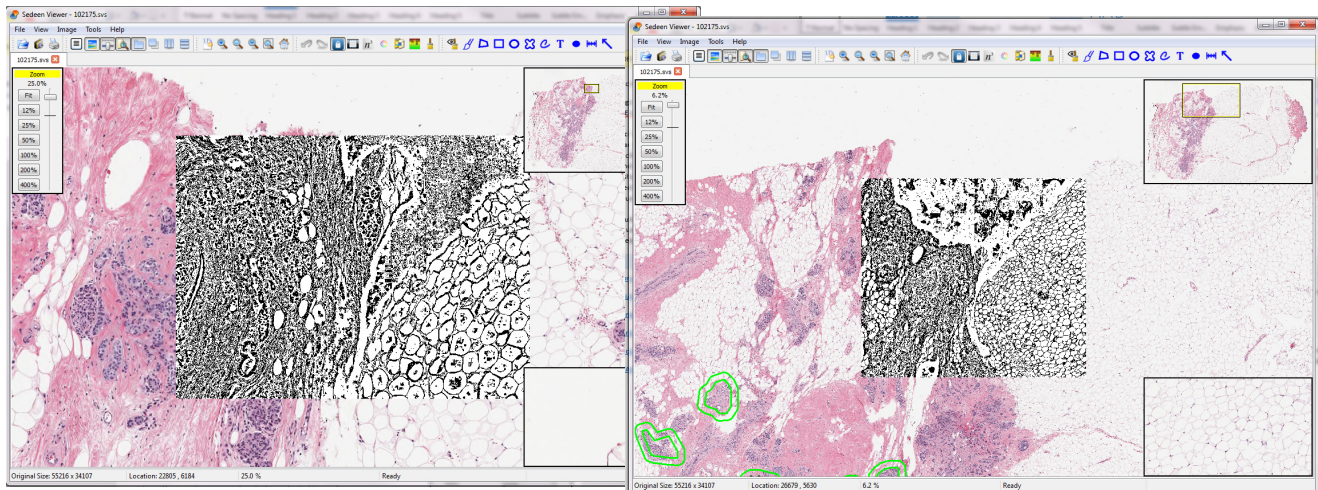 Sedeen Viewer - 102175.svs
File View Image Tools Help
102175.svs
Zoom
25.0%
Fit
12%
25%
50%
100%
200%
400%
Original Size: 55216 x 34107 Location: 22805 , 6184 25.0 % Ready
Sedeen Viewer - 102175.svs
File View Image Tools Help
102175.svs
Zoom
6.2%
Fit
12%
25%
50%
100%
200%
400%
Original Size: 55216 x 34107 Location: 26679 , 5630 6.2 % Ready